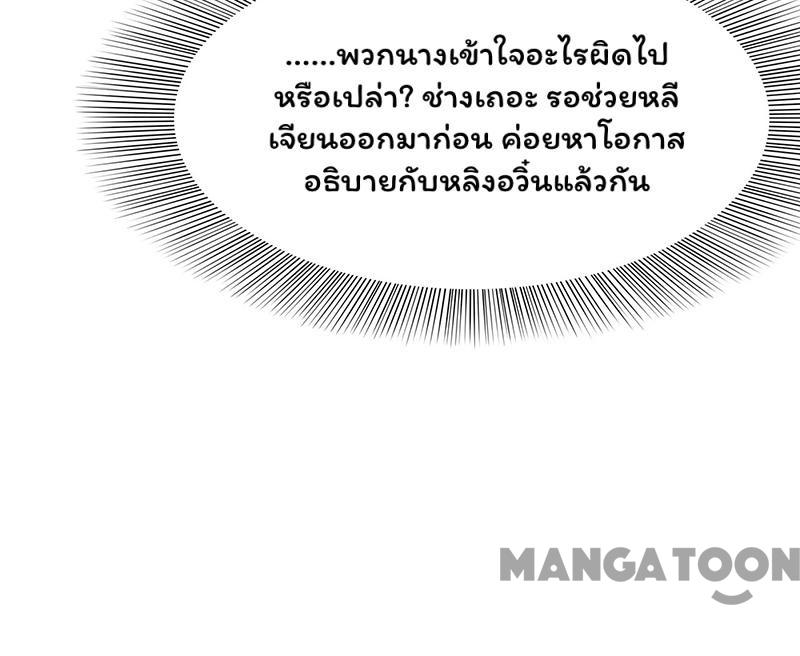 ......พวกนางเข้าใจอะไรผิดไป
หรือเปล่า? ช่างเถอะ รอช่วยหลี
เจียนออกมาก่อน ค่อยหาโอกาส
อธิบายกับหลิงอวิ๋นแล้วกัน
MANGATOON